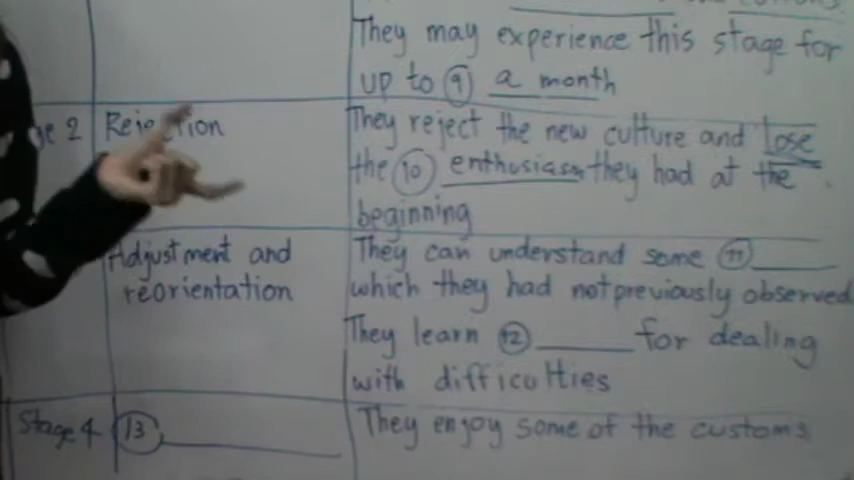 They may experience this stage for
up to 9 a month
ge 2 Rejection
They reject the new culture and lose
the 10 enthusiasm they had at the
beginning
Adjustment and
reorientation
They can understand some 11 ______
which they had not previously observed
They learn 12 ______ for dealing
with difficulties
Stage 4 13 ______
They enjoy some of the customs